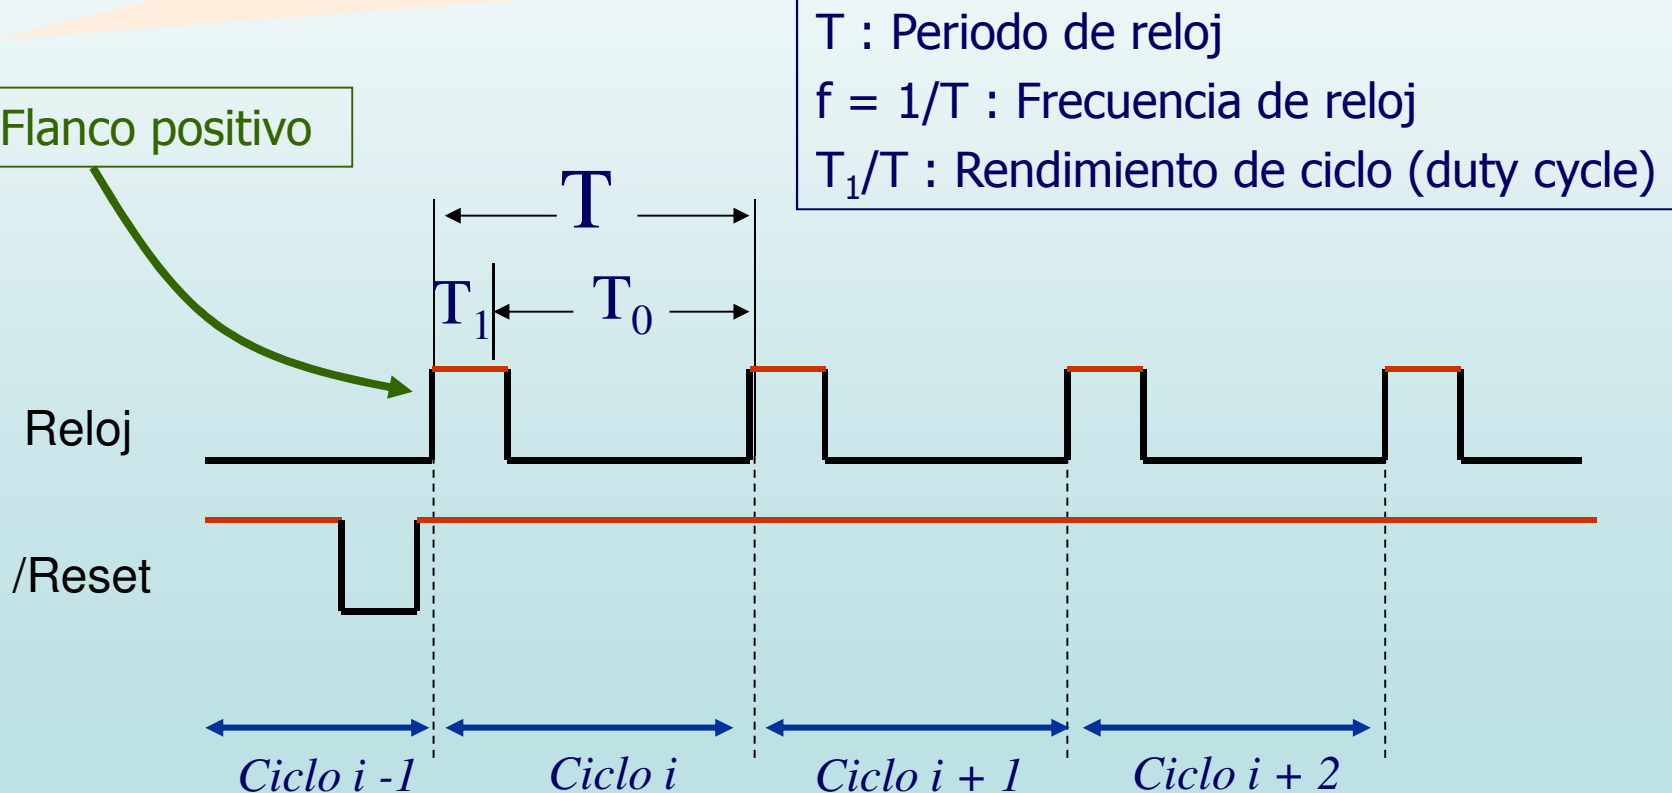 T : Periodo de reloj
f = 1/T : Frecuencia de reloj
T₁/T : Rendimiento de ciclo (duty cycle)
Flanco positivo
T
T₁
T₀
Reloj
/Reset
Ciclo i -1
Ciclo i
Ciclo i + 1
Ciclo i + 2